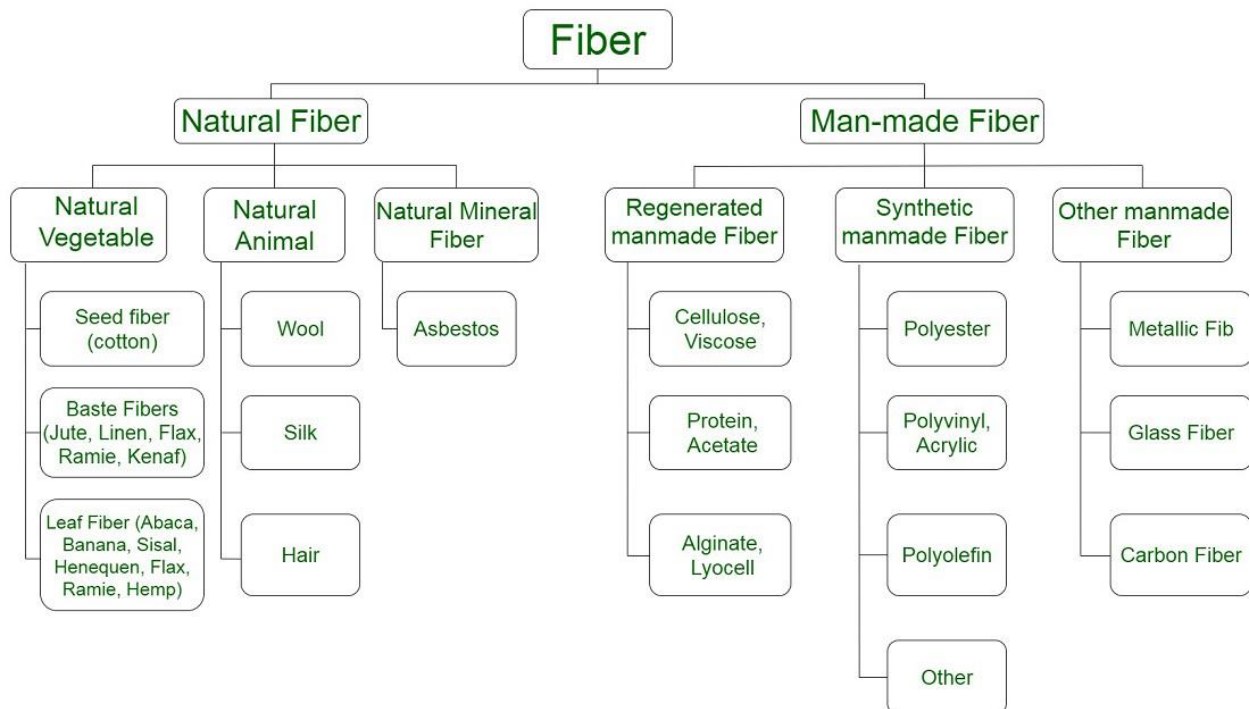 Fiber
Natural Fiber
Man-made Fiber
Natural
Vegetable
Natural
Animal
Natural Mineral
Fiber
Regenerated
manmade Fiber
Synthetic
manmade Fiber
Other manmade
Fiber
Seed fiber
(cotton)
Wool
Asbestos
Cellulose,
Viscose
Polyester
Metallic Fib
Baste Fibers
(Jute, Linen, Flax,
Ramie, Kenaf)
Silk
Protein,
Acetate
Polyvinyl,
Acrylic
Glass Fiber
Leaf Fiber (Abaca,
Banana, Sisal,
Henequen, Flax,
Ramie, Hemp)
Hair
Alginate,
Lyocell
Polyolefin
Carbon Fiber
Other